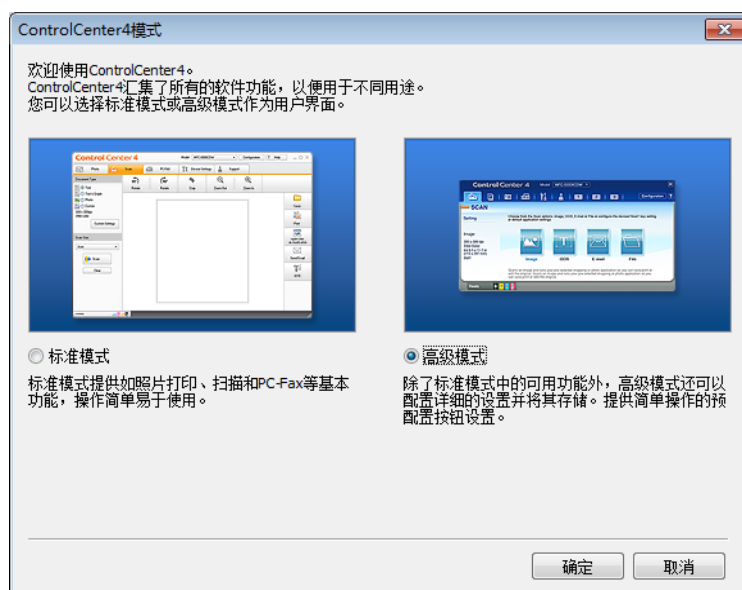 ControlCenter4模式
欢迎使用ControlCenter4。
ControlCenter4汇集了所有的软件功能，以便用于不同用途。
您可以选择标准模式或高级模式作为用户界面。
Control Center 4
Control Center 4
SCAN
Image
OCR
E-mail
File
标准模式
标准模式提供如照片打印、扫描和PC-Fax等基本
功能，操作简单易于使用。
高级模式
除了标准模式中的可用功能外，高级模式还可以
配置详细的设置并将其存储。提供简单操作的预
配置按钮设置。
确定
取消